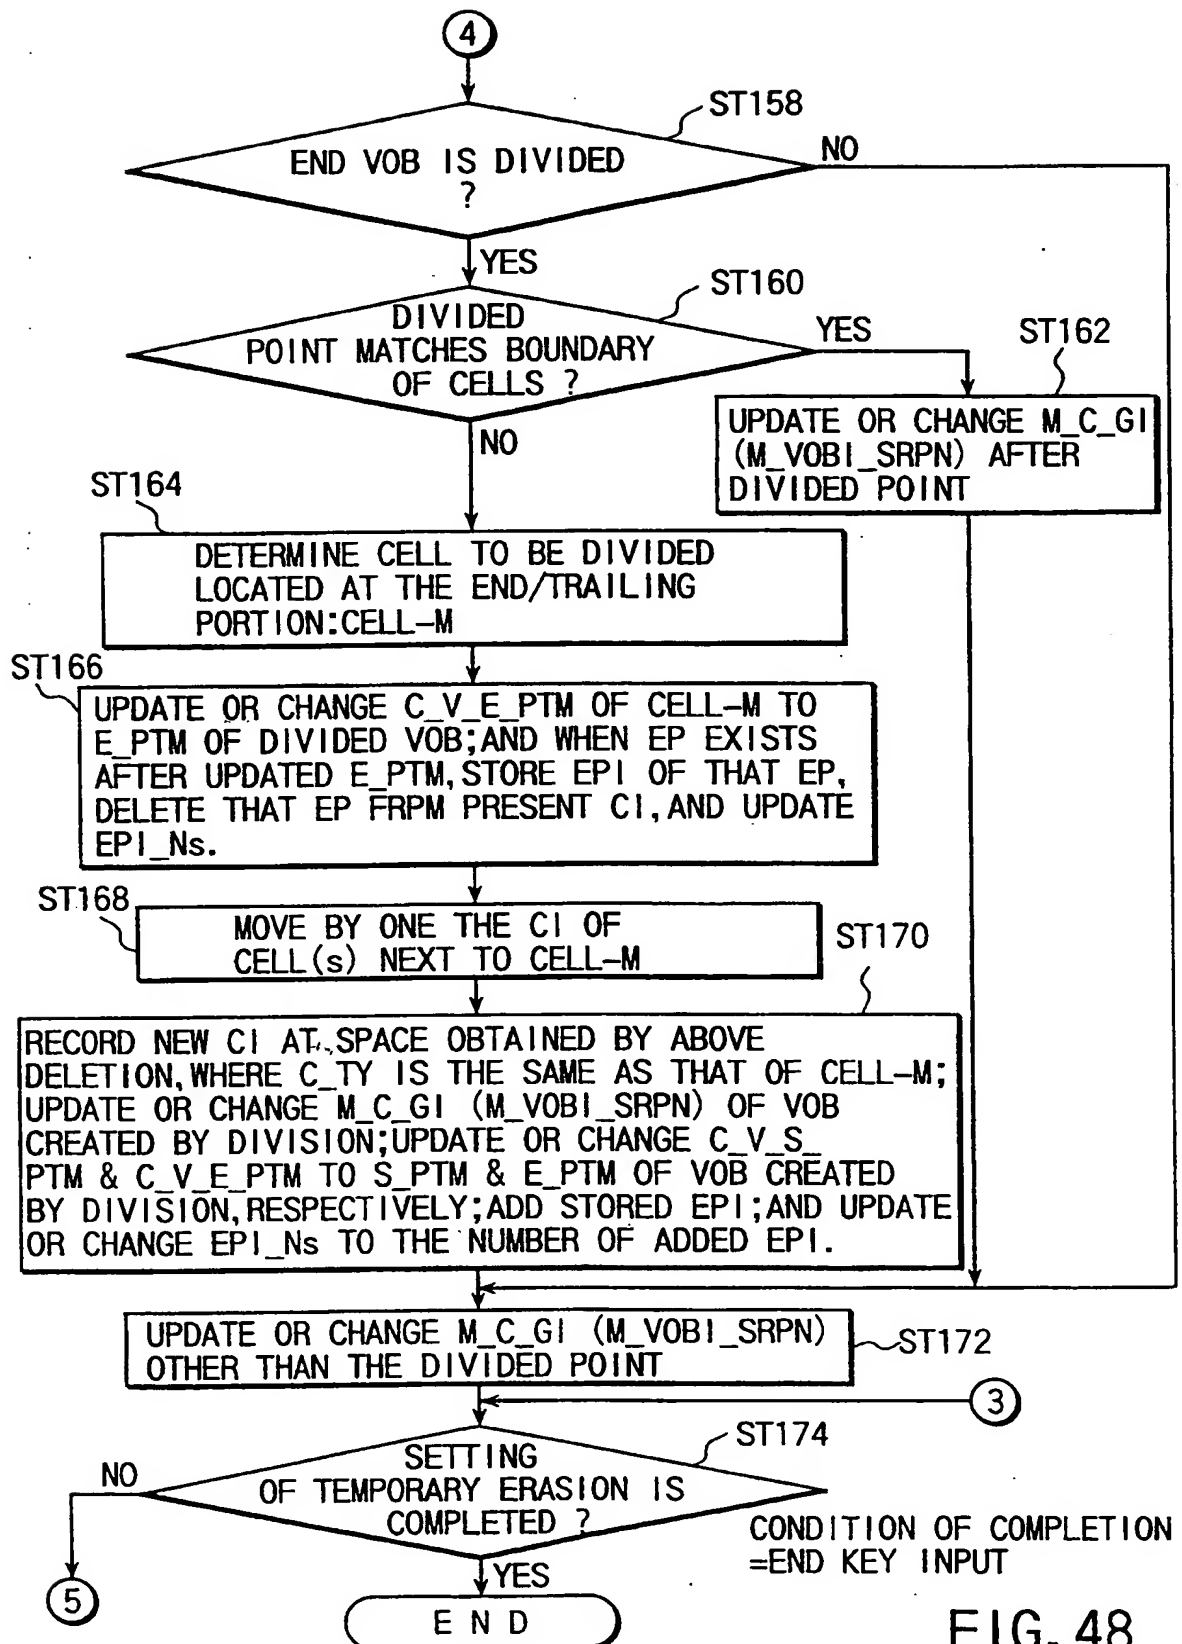 4
ST158
END VOB IS DIVIDED
?
NO
YES
ST160
DIVIDED
POINT MATCHES BOUNDARY
OF CELLS ?
YES
ST162
UPDATE OR CHANGE M_C_GI
(M_VOBI_SRPN) AFTER
DIVIDED POINT
NO
ST164
DETERMINE CELL TO BE DIVIDED
LOCATED AT THE END/TRAILING
PORTION:CELL-M
ST166
UPDATE OR CHANGE C_V_E_PTM OF CELL-M TO
E_PTM OF DIVIDED VOB;AND WHEN EP EXISTS
AFTER UPDATED E_PTM,STORE EPI OF THAT EP,
DELETE THAT EP FRPM PRESENT CI,AND UPDATE
EPI_Ns.
ST168
MOVE BY ONE THE CI OF
CELL(s) NEXT TO CELL-M
ST170
RECORD NEW CI AT SPACE OBTAINED BY ABOVE
DELETION,WHERE C_TY IS THE SAME AS THAT OF CELL-M;
UPDATE OR CHANGE M_C_GI (M_VOBI_SRPN) OF VOB
CREATED BY DIVISION;UPDATE OR CHANGE C_V_S_
PTM & C_V_E_PTM TO S_PTM & E_PTM OF VOB CREATED
BY DIVISION,RESPECTIVELY;ADD STORED EPI;AND UPDATE
OR CHANGE EPI_Ns TO THE NUMBER OF ADDED EPI.
UPDATE OR CHANGE M_C_GI (M_VOBI_SRPN)
OTHER THAN THE DIVIDED POINT
ST172
3
ST174
SETTING
OF TEMPORARY ERASION IS
COMPLETED ?
NO
5
YES
END
CONDITION OF COMPLETION
=END KEY INPUT
FIG. 48